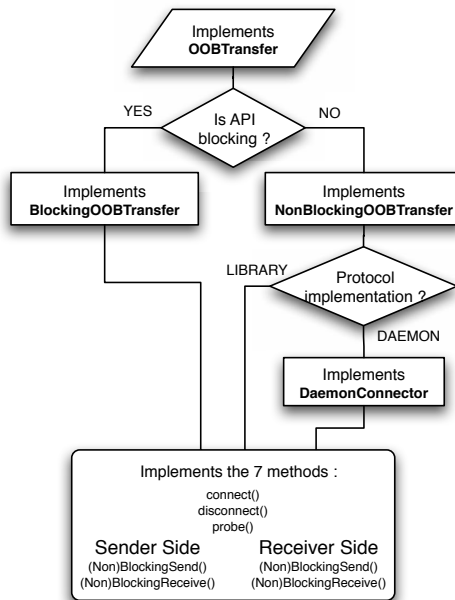 Implements
OOBTransfer
YES
Is API
blocking ?
NO
Implements
BlockingOOBTransfer
Implements
NonBlockingOOBTransfer
LIBRARY
Protocol
implementation ?
DAEMON
Implements
DaemonConnector
Implements the 7 methods :
connect()
disconnect()
probe()
Sender Side
(Non)BlockingSend()
(Non)BlockingReceive()
Receiver Side
(Non)BlockingSend()
(Non)BlockingReceive()